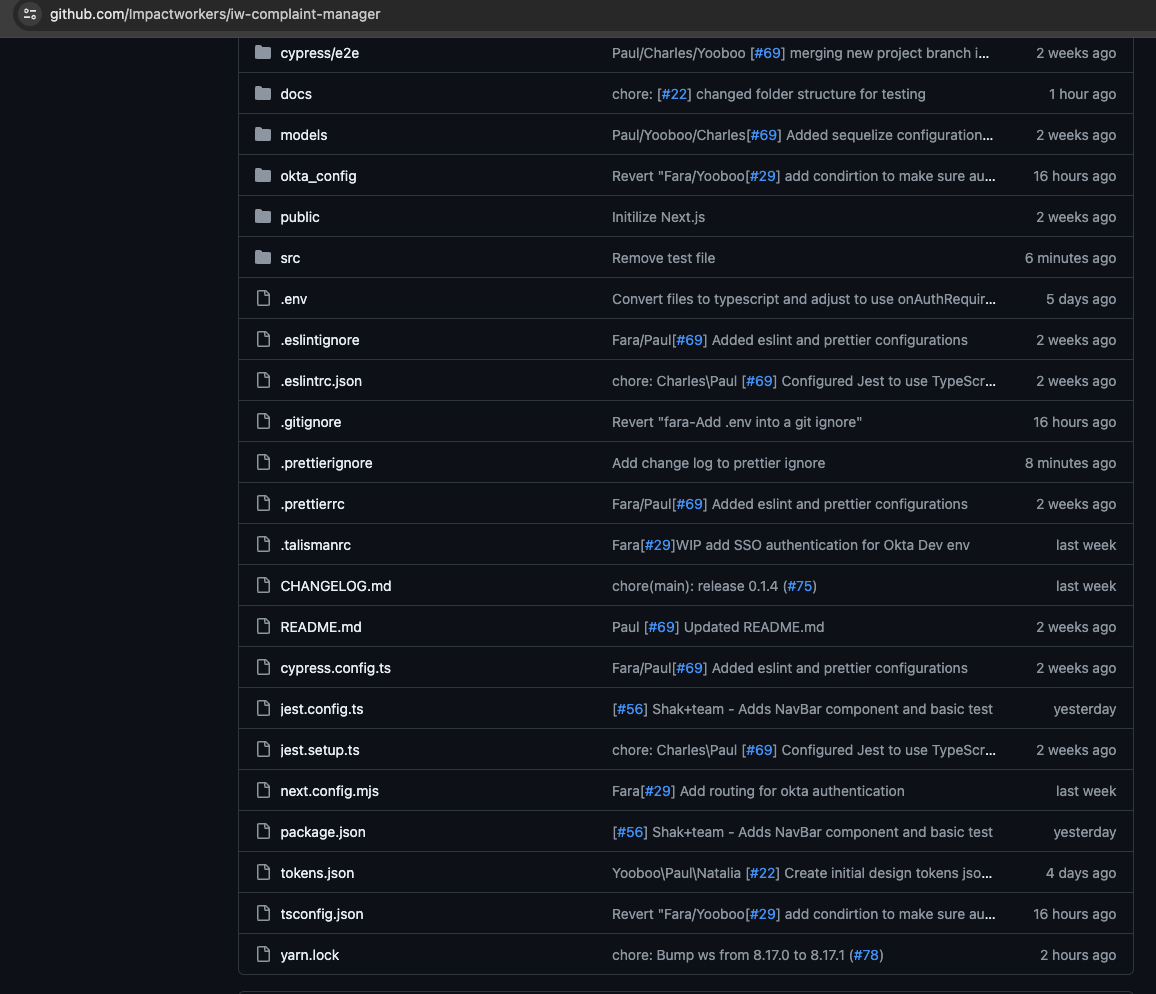 github.com/Impactworkers/iw-complaint-manager
cypress/e2e Paul/Charles/Yooboo [#69] merging new project branch i... 2 weeks ago
docs chore: [#22] changed folder structure for testing 1 hour ago
models Paul/Yooboo/Charles[#69] Added sequelize configuration... 2 weeks ago
okta_config Revert "Fara/Yooboo[#29] add condirtion to make sure au... 16 hours ago
public Initilize Next.js 2 weeks ago
src Remove test file 6 minutes ago
.env Convert files to typescript and adjust to use onAuthRequir... 5 days ago
.eslintignore Fara/Paul[#69] Added eslint and prettier configurations 2 weeks ago
.eslintrc.json chore: Charles\Paul [#69] Configured Jest to use TypeScr... 2 weeks ago
.gitignore Revert "fara-Add .env into a git ignore" 16 hours ago
.prettierignore Add change log to prettier ignore 8 minutes ago
.prettierrc Fara/Paul[#69] Added eslint and prettier configurations 2 weeks ago
.talismanrc Fara[#29]WIP add SSO authentication for Okta Dev env last week
CHANGELOG.md chore(main): release 0.1.4 (#75) last week
README.md Paul [#69] Updated README.md 2 weeks ago
cypress.config.ts Fara/Paul[#69] Added eslint and prettier configurations 2 weeks ago
jest.config.ts [#56] Shak+team - Adds NavBar component and basic test yesterday
jest.setup.ts chore: Charles\Paul [#69] Configured Jest to use TypeScr... 2 weeks ago
next.config.mjs Fara[#29] Add routing for okta authentication last week
package.json [#56] Shak+team - Adds NavBar component and basic test yesterday
tokens.json Yooboo\Paul\Natalia [#22] Create initial design tokens jso... 4 days ago
tsconfig.json Revert "Fara/Yooboo[#29] add condirtion to make sure au... 16 hours ago
yarn.lock chore: Bump ws from 8.17.0 to 8.17.1 (#78) 2 hours ago